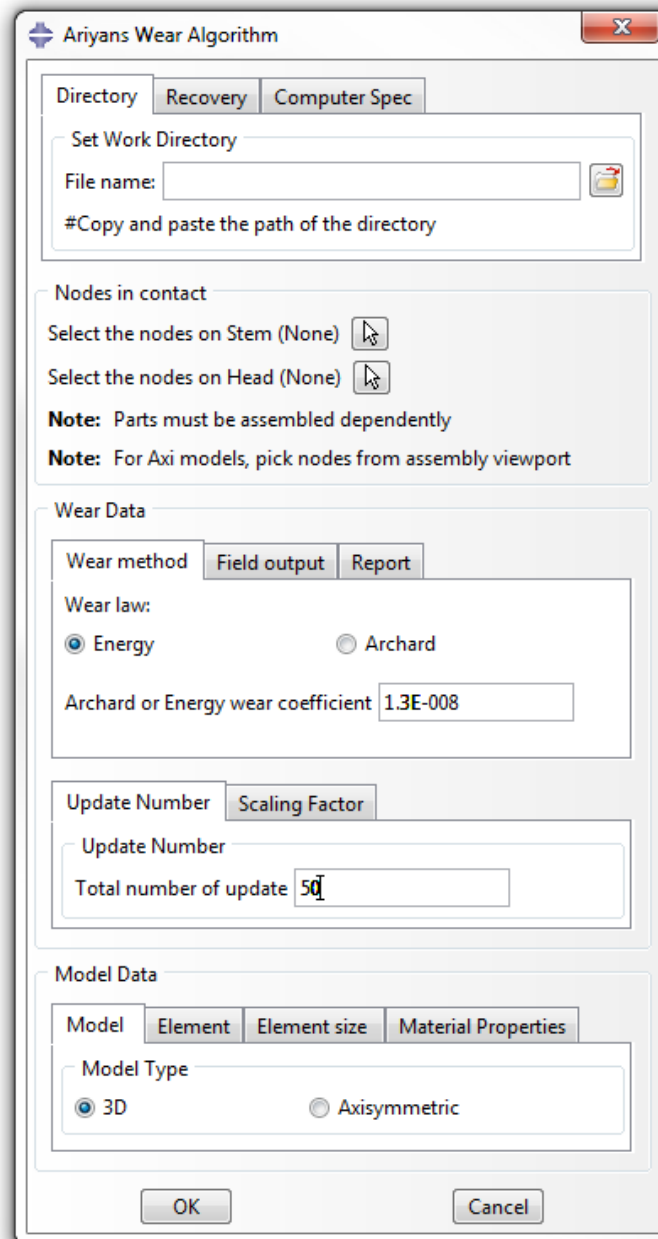 Ariyans Wear Algorithm
Directory Recovery Computer Spec
Set Work Directory
File name:
#Copy and paste the path of the directory
Nodes in contact
Select the nodes on Stem (None)
Select the nodes on Head (None)
Note: Parts must be assembled dependently
Note: For Axi models, pick nodes from assembly viewport
Wear Data
Wear method Field output Report
Wear law:
Energy Archard
Archard or Energy wear coefficient 1.3E-008
Update Number Scaling Factor
Update Number
Total number of update 50
Model Data
Model Element Element size Material Properties
Model Type
3D Axisymmetric
OK Cancel